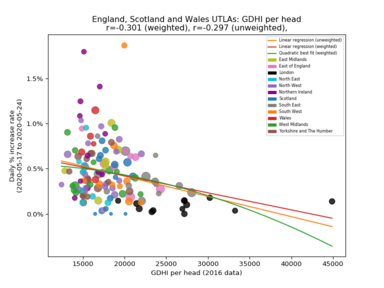 England, Scotland and Wales UTLAs: GDHI per head
r=-0.301 (weighted), r=-0.297 (unweighted),
Linear regression (unweighted)
Linear regression (weighted)
Quadratic best fit (weighted)
East Midlands
East of England
London
North East
North West
Northern Ireland
Scotland
South East
South West
Wales
West Midlands
Yorkshire and The Humber
Daily % increase rate
(2020-05-17 to 2020-05-24)
1.5%
1.0%
0.5%
0.0%
15000 20000 25000 30000 35000 40000 45000
GDHI per head (2016 data)